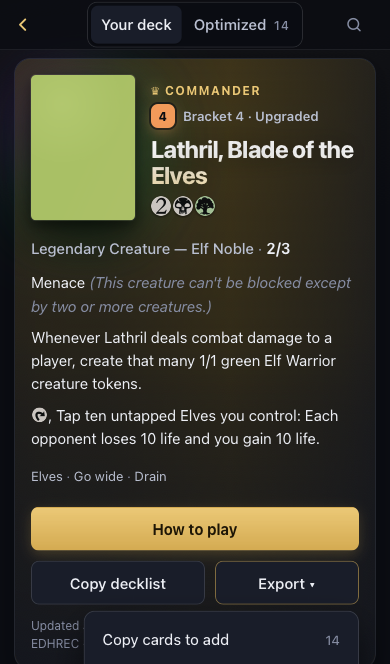 Your deck
Optimized 14
COMMANDER
4 Bracket 4 · Upgraded
Lathril, Blade of the
Elves
2
Legendary Creature — Elf Noble · 2/3
Menace (This creature can't be blocked except
by two or more creatures.)
Whenever Lathril deals combat damage to a
player, create that many 1/1 green Elf Warrior
creature tokens.
, Tap ten untapped Elves you control: Each
opponent loses 10 life and you gain 10 life.
Elves · Go wide · Drain
How to play
Copy decklist
Export ▾
Updated
EDHREC
Copy cards to add 14